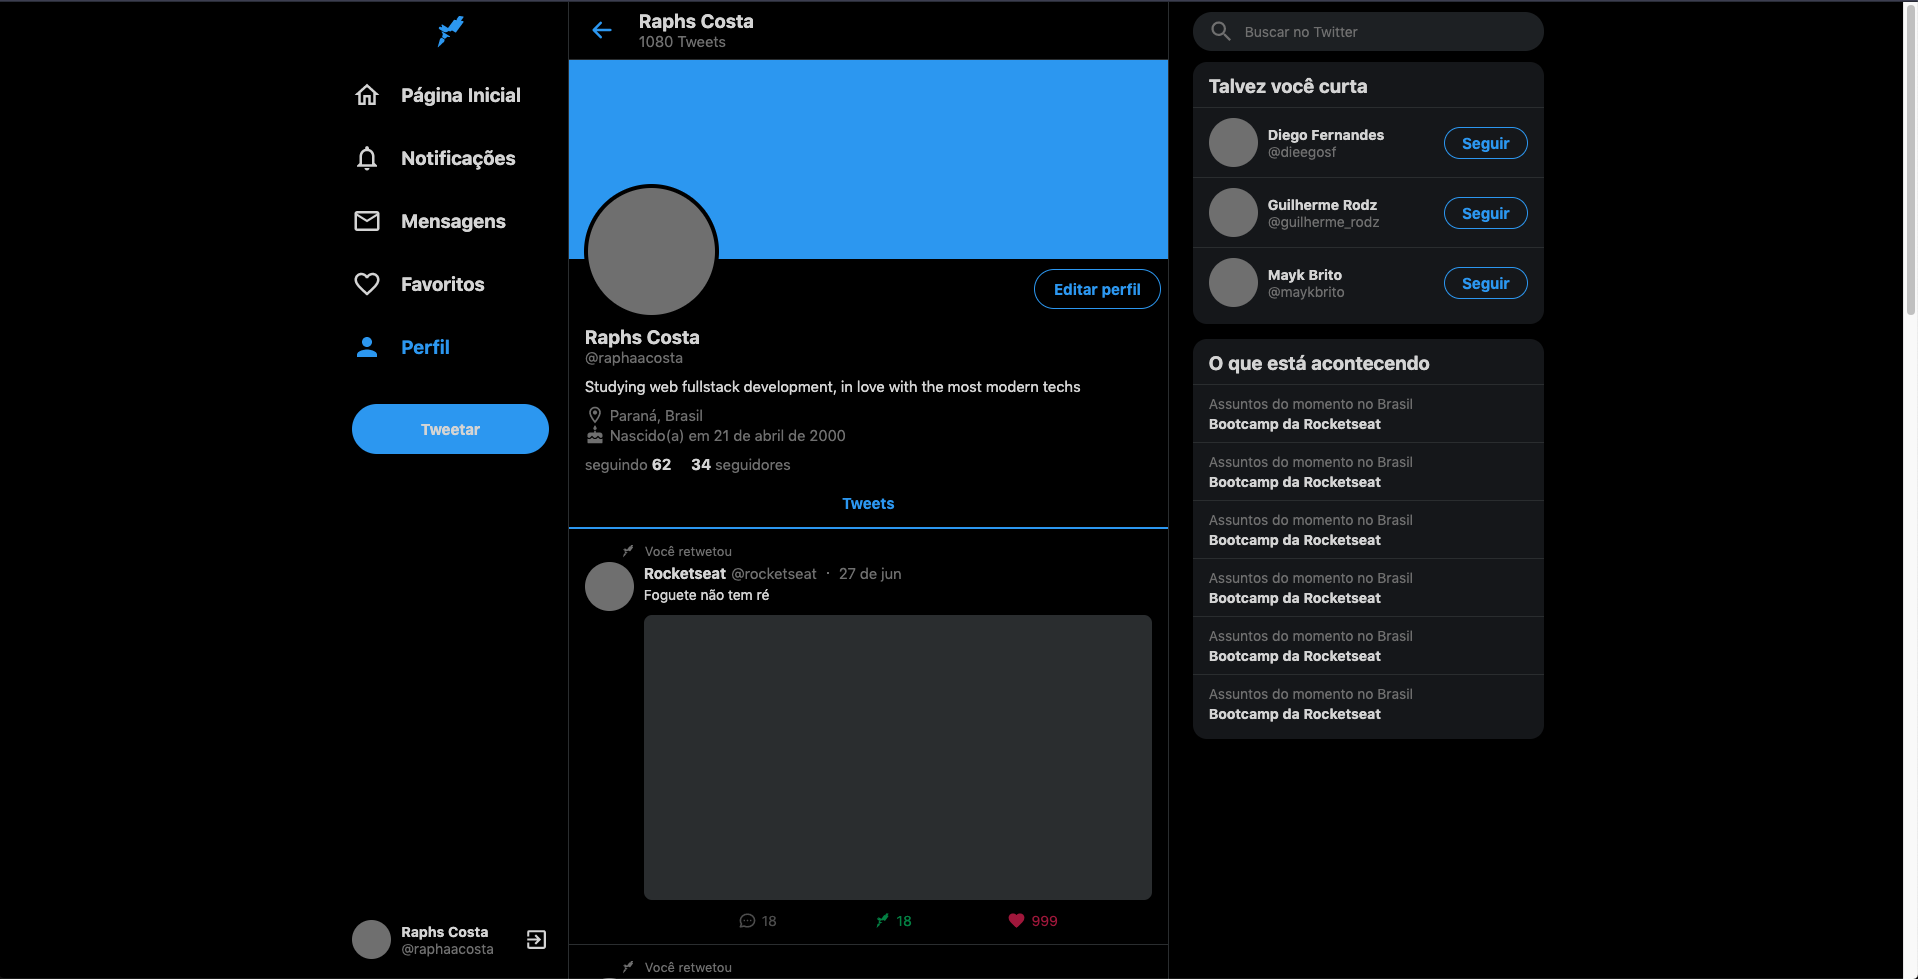 Página Inicial
Notificações
Mensagens
Favoritos
Perfil
Tweetar
Raphs Costa
@raphaacosta
Raphs Costa
1080 Tweets
Editar perfil
Raphs Costa
@raphaacosta
Studying web fullstack development, in love with the most modern techs
Paraná, Brasil
Nascido(a) em 21 de abril de 2000
seguindo 62 34 seguidores
Tweets
Você retwetou
Rocketseat @rocketseat · 27 de jun
Foguete não tem ré
18 18 999
Você retwetou
Buscar no Twitter
Talvez você curta
Diego Fernandes
@dieegosf
Seguir
Guilherme Rodz
@guilherme_rodz
Seguir
Mayk Brito
@maykbrito
Seguir
O que está acontecendo
Assuntos do momento no Brasil
Bootcamp da Rocketseat
Assuntos do momento no Brasil
Bootcamp da Rocketseat
Assuntos do momento no Brasil
Bootcamp da Rocketseat
Assuntos do momento no Brasil
Bootcamp da Rocketseat
Assuntos do momento no Brasil
Bootcamp da Rocketseat
Assuntos do momento no Brasil
Bootcamp da Rocketseat